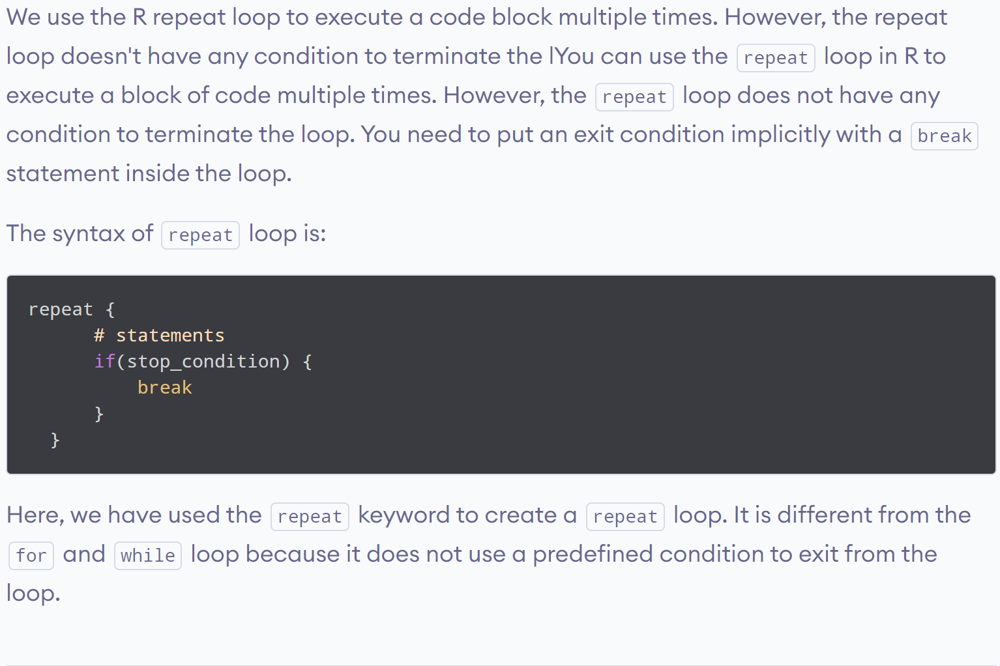 We use the R repeat loop to execute a code block multiple times. However, the repeat
loop doesn't have any condition to terminate the lYou can use the repeat loop in R to
execute a block of code multiple times. However, the repeat loop does not have any
condition to terminate the loop. You need to put an exit condition implicitly with a break
statement inside the loop.
The syntax of repeat loop is:
repeat {
      # statements
      if(stop_condition) {
          break
      }
  }
Here, we have used the repeat keyword to create a repeat loop. It is different from the
for and while loop because it does not use a predefined condition to exit from the
loop.